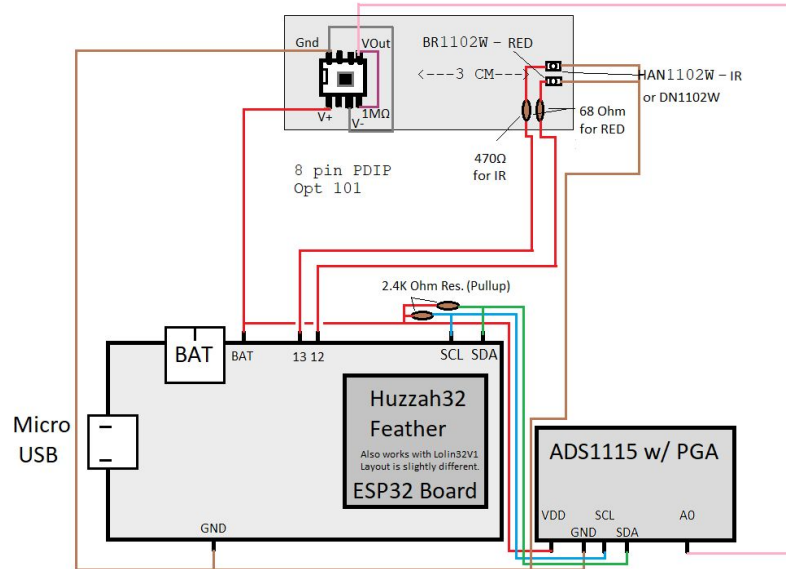 Gnd
VOut
BR1102W - RED
<---3 CM--->
HAN1102W - IR
or DN1102W
V+
V-
1MΩ
68 Ohm
for RED
470Ω
for IR
8 pin PDIP
Opt 101
2.4K Ohm Res. (Pullup)
BAT
BAT
13
12
SCL
SDA
Micro
USB
Huzzah32
Feather
Also works with Lolin32V1
Layout is slightly different.
ESP32 Board
GND
ADS1115 w/ PGA
VDD
GND
SCL
SDA
A0